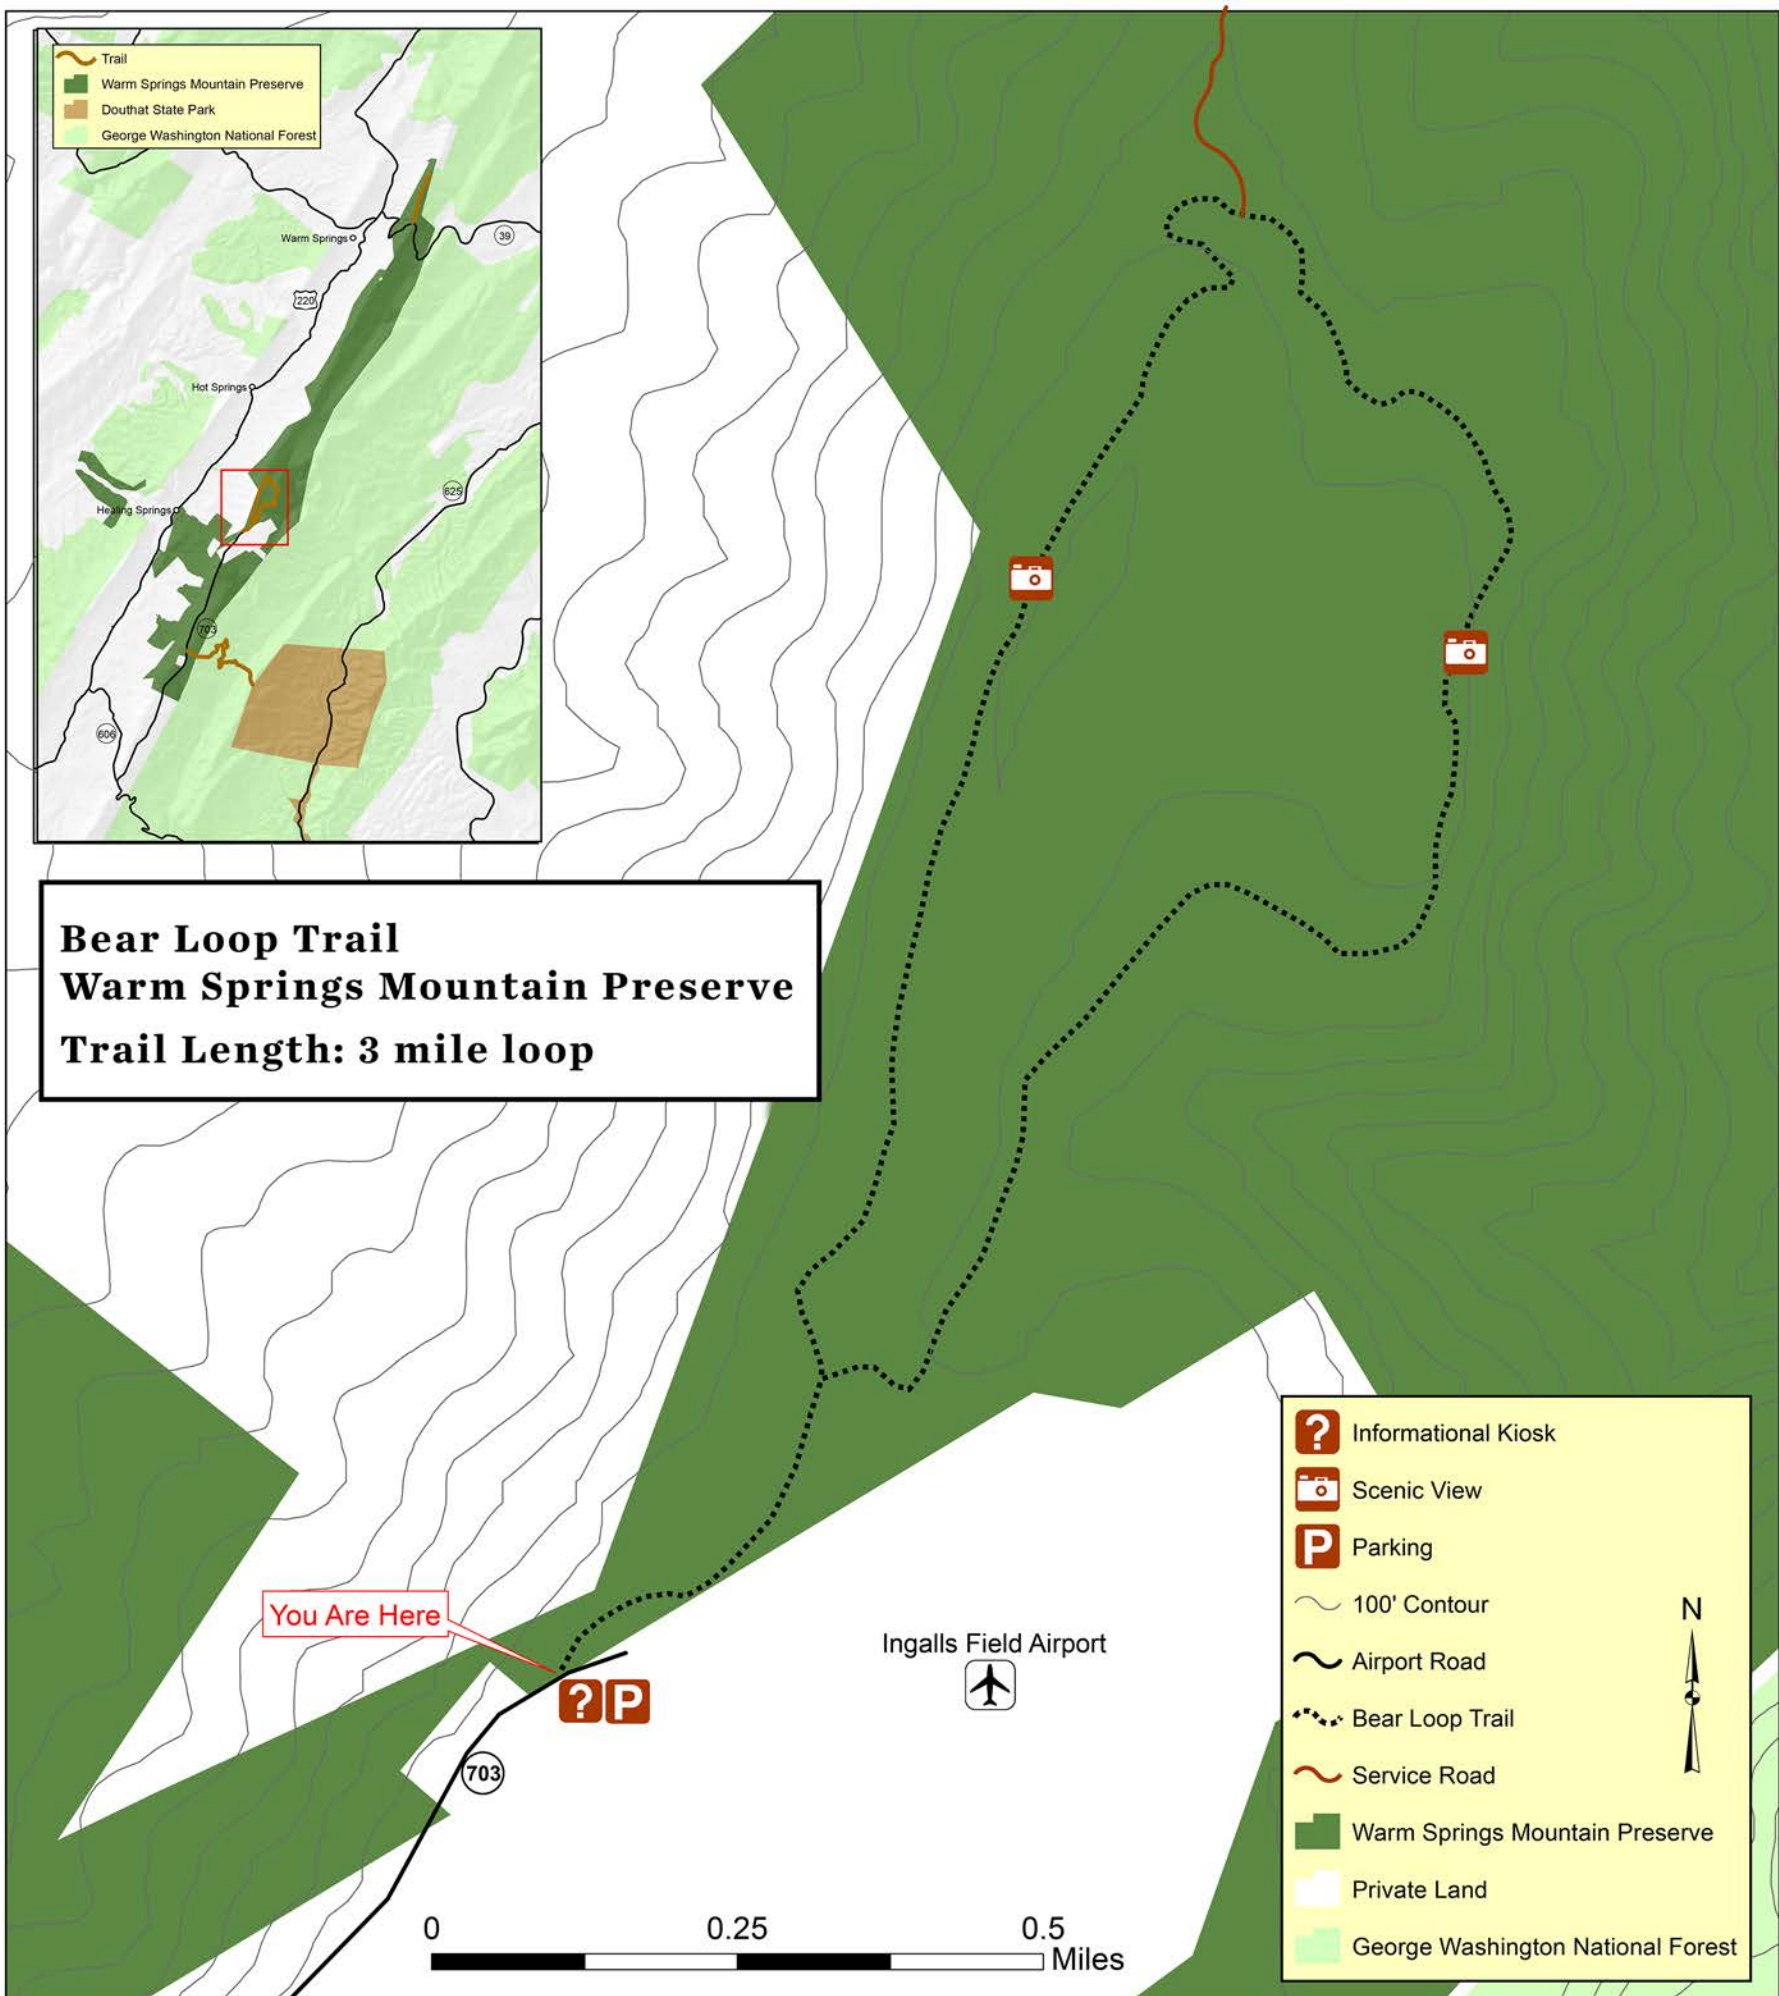 Trail
Warm Springs Mountain Preserve
Douthat State Park
George Washington National Forest
Warm Springs
39
220
Hot Springs
625
Healing Springs
703
606
Bear Loop Trail
Warm Springs Mountain Preserve
Trail Length: 3 mile loop
You Are Here
? P
703
Ingalls Field Airport
0 0.25 0.5
Miles
? Informational Kiosk
Scenic View
P Parking
100' Contour
N
Airport Road
Bear Loop Trail
Service Road
Warm Springs Mountain Preserve
Private Land
George Washington National Forest